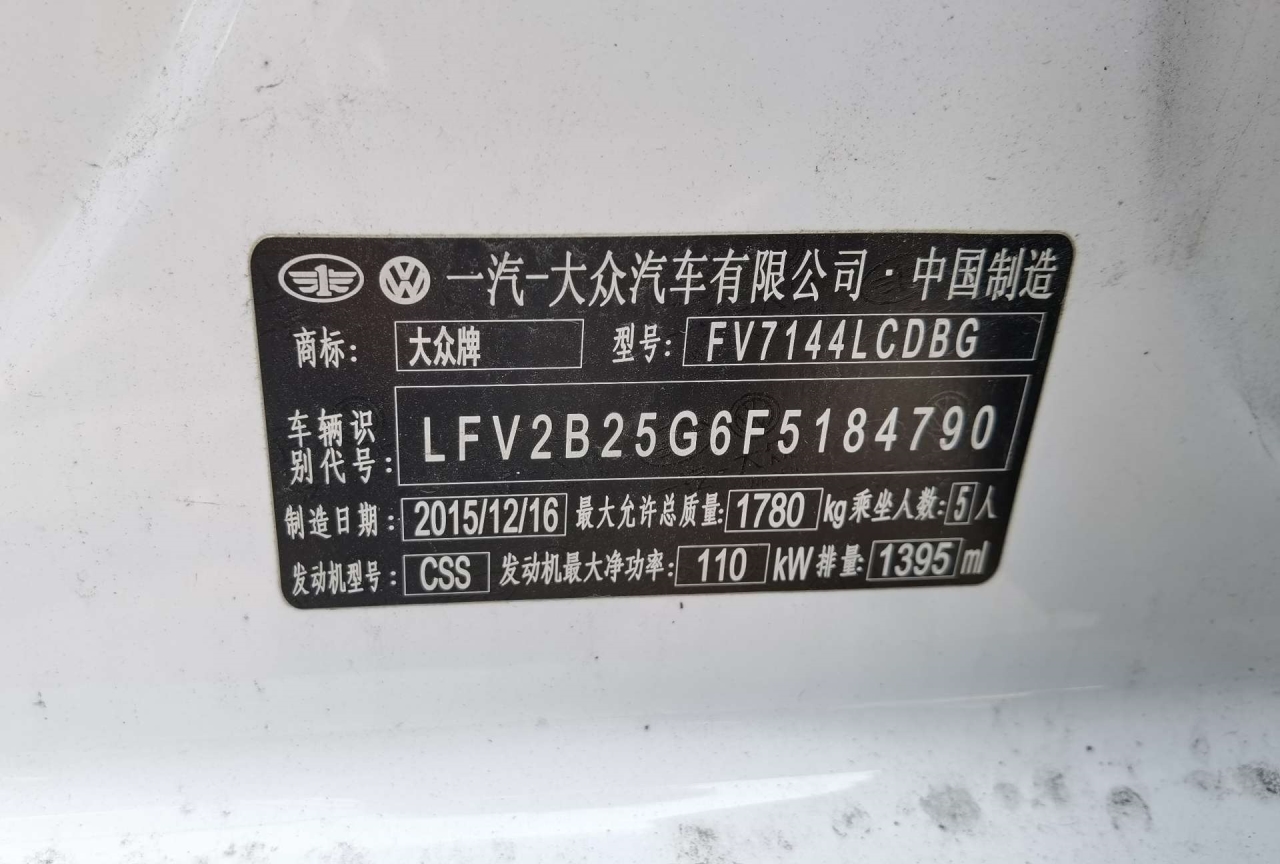 一汽-大众汽车有限公司·中国制造
商标: 大众牌 型号: FV7144LCDBG
车辆识别代号: LFV2B25G6F5184790
制造日期: 2015/12/16 最大允许总质量: 1780 kg 乘坐人数: 5 人
发动机型号: CSS 发动机最大净功率: 110 kW 排量: 1395 ml